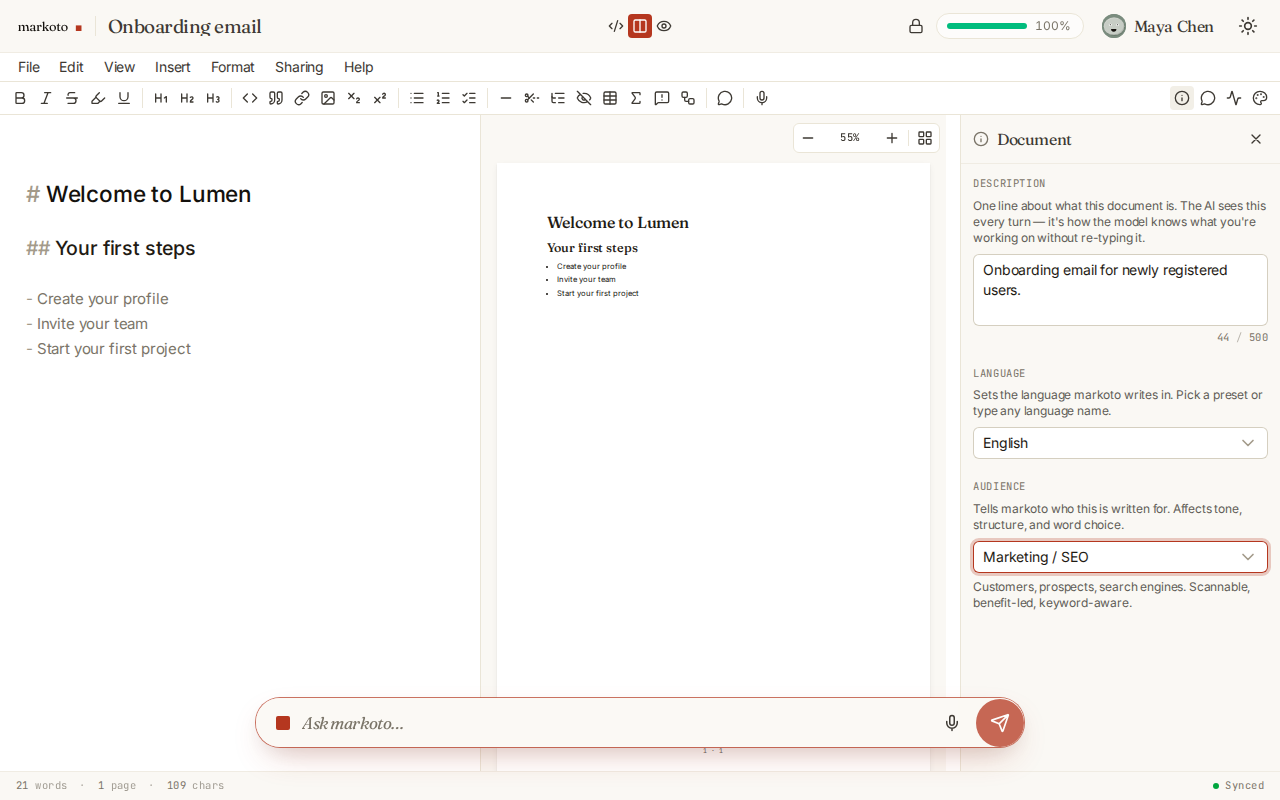 markoto
Onboarding email
100%
Maya Chen
File Edit View Insert Format Sharing Help
H1 H2 H3
55%
Document
# Welcome to Lumen
## Your first steps
- Create your profile
- Invite your team
- Start your first project
Welcome to Lumen
Your first steps
• Create your profile
• Invite your team
• Start your first project
1 · 1
DESCRIPTION
One line about what this document is. The AI sees this
every turn — it's how the model knows what you're
working on without re-typing it.
Onboarding email for newly registered
users.
44 / 500
LANGUAGE
Sets the language markoto writes in. Pick a preset or
type any language name.
English
AUDIENCE
Tells markoto who this is written for. Affects tone,
structure, and word choice.
Marketing / SEO
Customers, prospects, search engines. Scannable,
benefit-led, keyword-aware.
Ask markoto...
21 words · 1 page · 109 chars
Synced